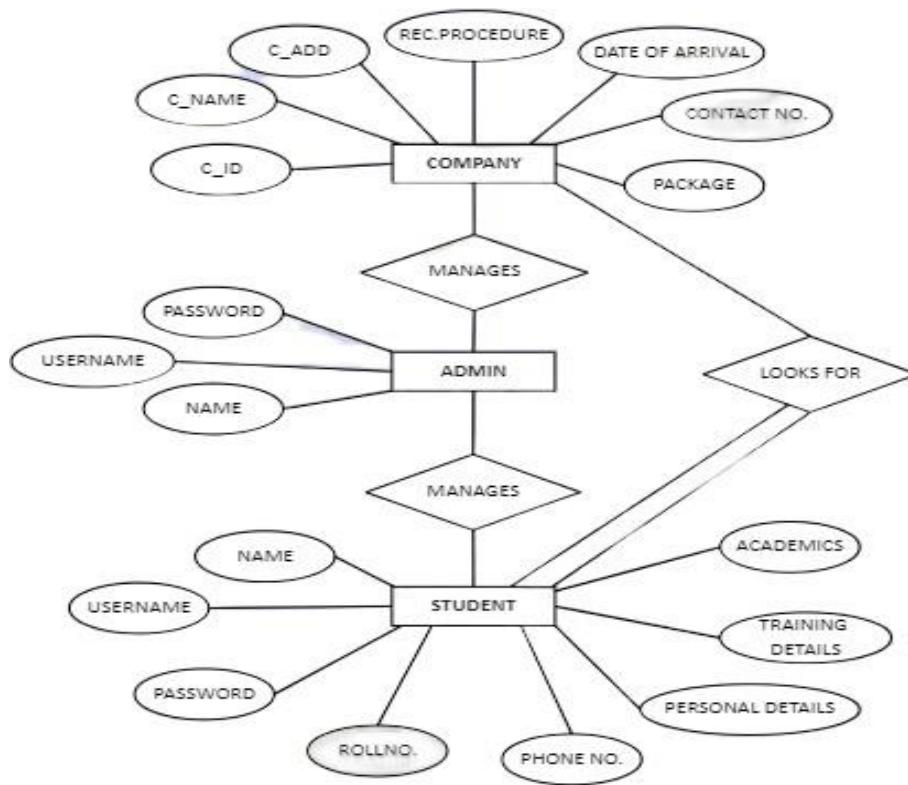 REC.PROCEDURE
C_ADD
DATE OF ARRIVAL
C_NAME
CONTACT NO.
COMPANY
C_ID
PACKAGE
MANAGES
PASSWORD
USERNAME
ADMIN
LOOKS FOR
NAME
MANAGES
NAME
ACADEMICS
USERNAME
STUDENT
TRAINING
DETAILS
PASSWORD
PERSONAL DETAILS
ROLLNO.
PHONE NO.